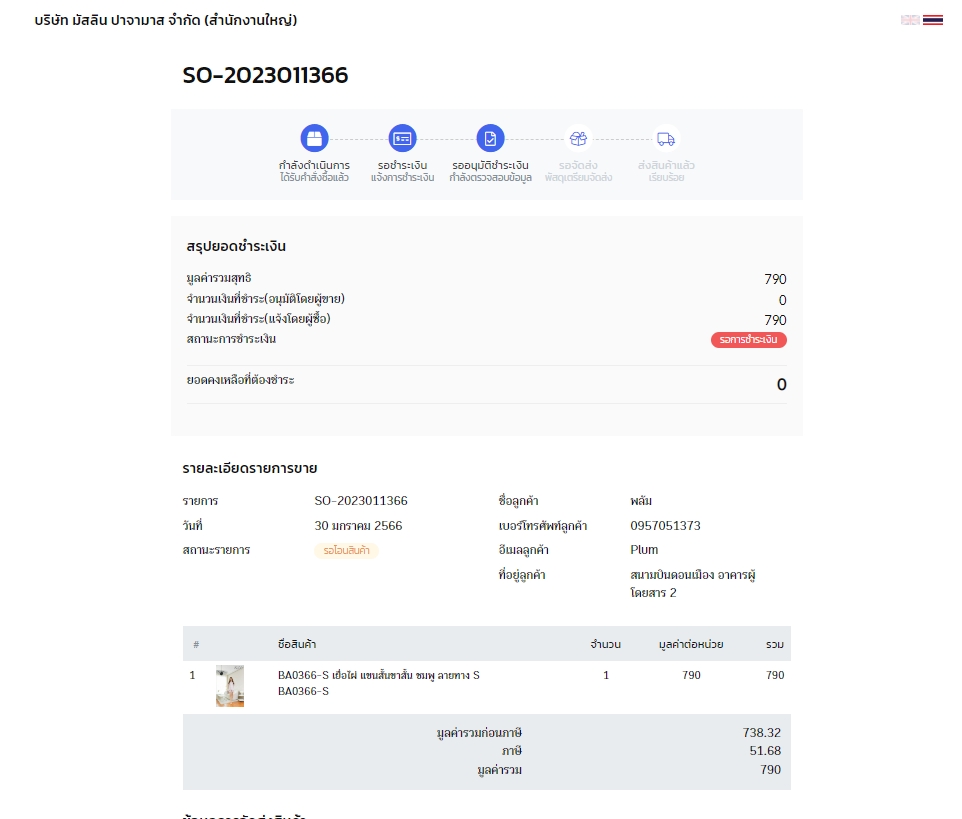 บริษัท มัสลิน ปาจามาส จำกัด (สำนักงานใหญ่)
SO-2023011366
กำลังดำเนินการ
ได้รับคำสั่งซื้อแล้ว
รอชำระเงิน
แจ้งการชำระเงิน
รออนุมัติชำระเงิน
กำลังตรวจสอบข้อมูล
รอจัดส่ง
พัสดุเตรียมจัดส่ง
ส่งสินค้าแล้ว
เรียบร้อย
สรุปยอดชำระเงิน
มูลค่ารวมสุทธิ 790
จำนวนเงินที่ชำระ(อนุมัติโดยผู้ขาย) 0
จำนวนเงินที่ชำระ(แจ้งโดยผู้ซื้อ) 790
สถานะการชำระเงิน รอการชำระเงิน
ยอดคงเหลือที่ต้องชำระ 0
รายละเอียดรายการขาย
รายการ SO-2023011366 ชื่อลูกค้า พลัม
วันที่ 30 มกราคม 2566 เบอร์โทรศัพท์ลูกค้า 0957051373
สถานะรายการ รอโอนสินค้า อีเมลลูกค้า Plum
ที่อยู่ลูกค้า สนามบินดอนเมือง อาคารผู้
โดยสาร 2
# ชื่อสินค้า จำนวน มูลค่าต่อหน่วย รวม
1 BA0366-S เยื่อไผ่ แขนสั้นขาสั้น ชมพู ลายทาง S 1 790 790
BA0366-S
มูลค่ารวมก่อนภาษี 738.32
ภาษี 51.68
มูลค่ารวม 790